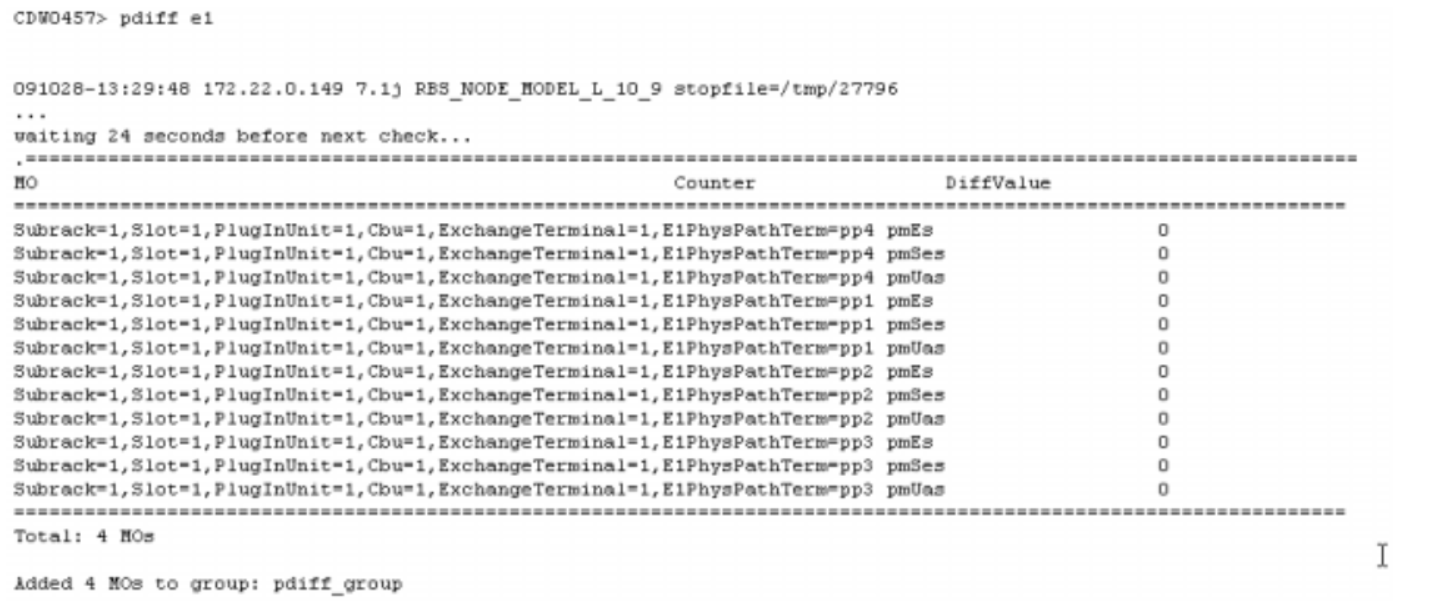 CDW0457> pdiff e1
091028-13:29:48 172.22.0.149 7.1j RBS_NODE_MODEL_L_10_9 stopfile=/tmp/27796
...
waiting 24 seconds before next check...
.================================================================================================================
MO Counter DiffValue
=================================================================================================================
Subrack=1,Slot=1,PlugInUnit=1,Cbu=1,ExchangeTerminal=1,E1PhysPathTerm=pp4 pmEs 0
Subrack=1,Slot=1,PlugInUnit=1,Cbu=1,ExchangeTerminal=1,E1PhysPathTerm=pp4 pmSes 0
Subrack=1,Slot=1,PlugInUnit=1,Cbu=1,ExchangeTerminal=1,E1PhysPathTerm=pp4 pmUas 0
Subrack=1,Slot=1,PlugInUnit=1,Cbu=1,ExchangeTerminal=1,E1PhysPathTerm=pp1 pmEs 0
Subrack=1,Slot=1,PlugInUnit=1,Cbu=1,ExchangeTerminal=1,E1PhysPathTerm=pp1 pmSes 0
Subrack=1,Slot=1,PlugInUnit=1,Cbu=1,ExchangeTerminal=1,E1PhysPathTerm=pp1 pmUas 0
Subrack=1,Slot=1,PlugInUnit=1,Cbu=1,ExchangeTerminal=1,E1PhysPathTerm=pp2 pmEs 0
Subrack=1,Slot=1,PlugInUnit=1,Cbu=1,ExchangeTerminal=1,E1PhysPathTerm=pp2 pmSes 0
Subrack=1,Slot=1,PlugInUnit=1,Cbu=1,ExchangeTerminal=1,E1PhysPathTerm=pp2 pmUas 0
Subrack=1,Slot=1,PlugInUnit=1,Cbu=1,ExchangeTerminal=1,E1PhysPathTerm=pp3 pmEs 0
Subrack=1,Slot=1,PlugInUnit=1,Cbu=1,ExchangeTerminal=1,E1PhysPathTerm=pp3 pmSes 0
Subrack=1,Slot=1,PlugInUnit=1,Cbu=1,ExchangeTerminal=1,E1PhysPathTerm=pp3 pmUas 0
=================================================================================================================
Total: 4 MOs
Added 4 MOs to group: pdiff_group